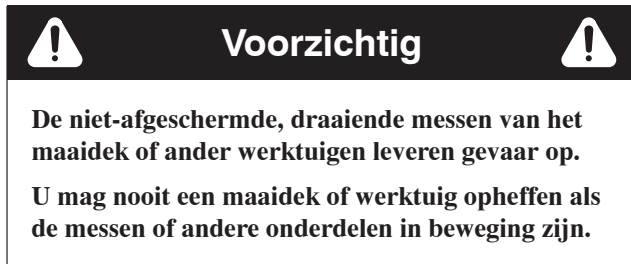 Voorzichtig
De niet-afgeschermde, draaiende messen van het
maaidek of ander werktuigen leveren gevaar op.
U mag nooit een maaidek of werktuig opheffen als
de messen of andere onderdelen in beweging zijn.